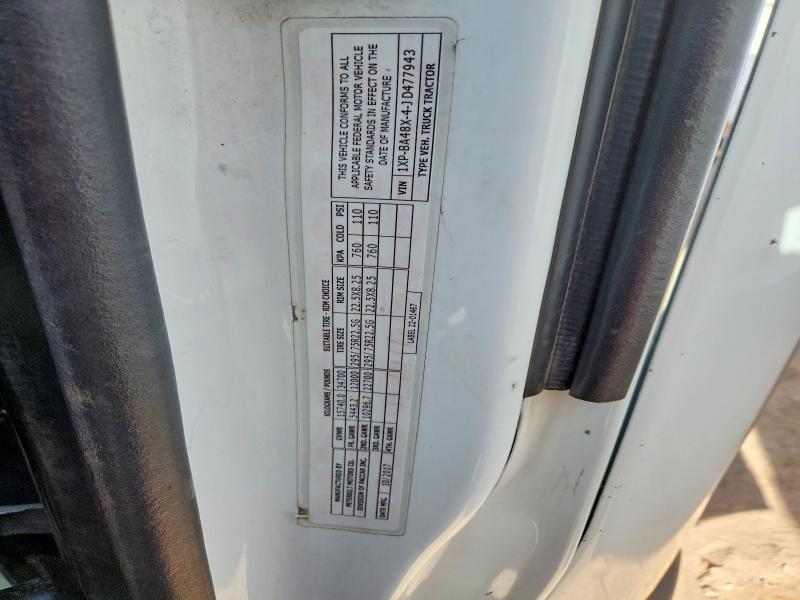 MANUFACTURED BY
PETERBILT MOTORS CO.
DIVISION OF PACCAR INC
DATE MFG. 10/2017
KILOGRAMS / POUNDS
SUITABLE TIRE - RIM CHOICE
TIRE SIZE RIM SIZE KPA COLD PSI
GVWR 15740.0 34700
FR. GAWR 5443.2 12000 295/75R22.5G 22.5X8.25 760 110
2ND. GAWR 10296.7 22700 295/75R22.5G 22.5X8.25 760 110
3RD. GAWR
4TH. GAWR
LABEL 22-01467
THIS VEHICLE CONFORMS TO ALL
APPLICABLE FEDERAL MOTOR VEHICLE
SAFETY STANDARDS IN EFFECT ON THE
DATE OF MANUFACTURE
VIN 1XP-BA48X-4-JD477943
TYPE VEH. TRUCK TRACTOR